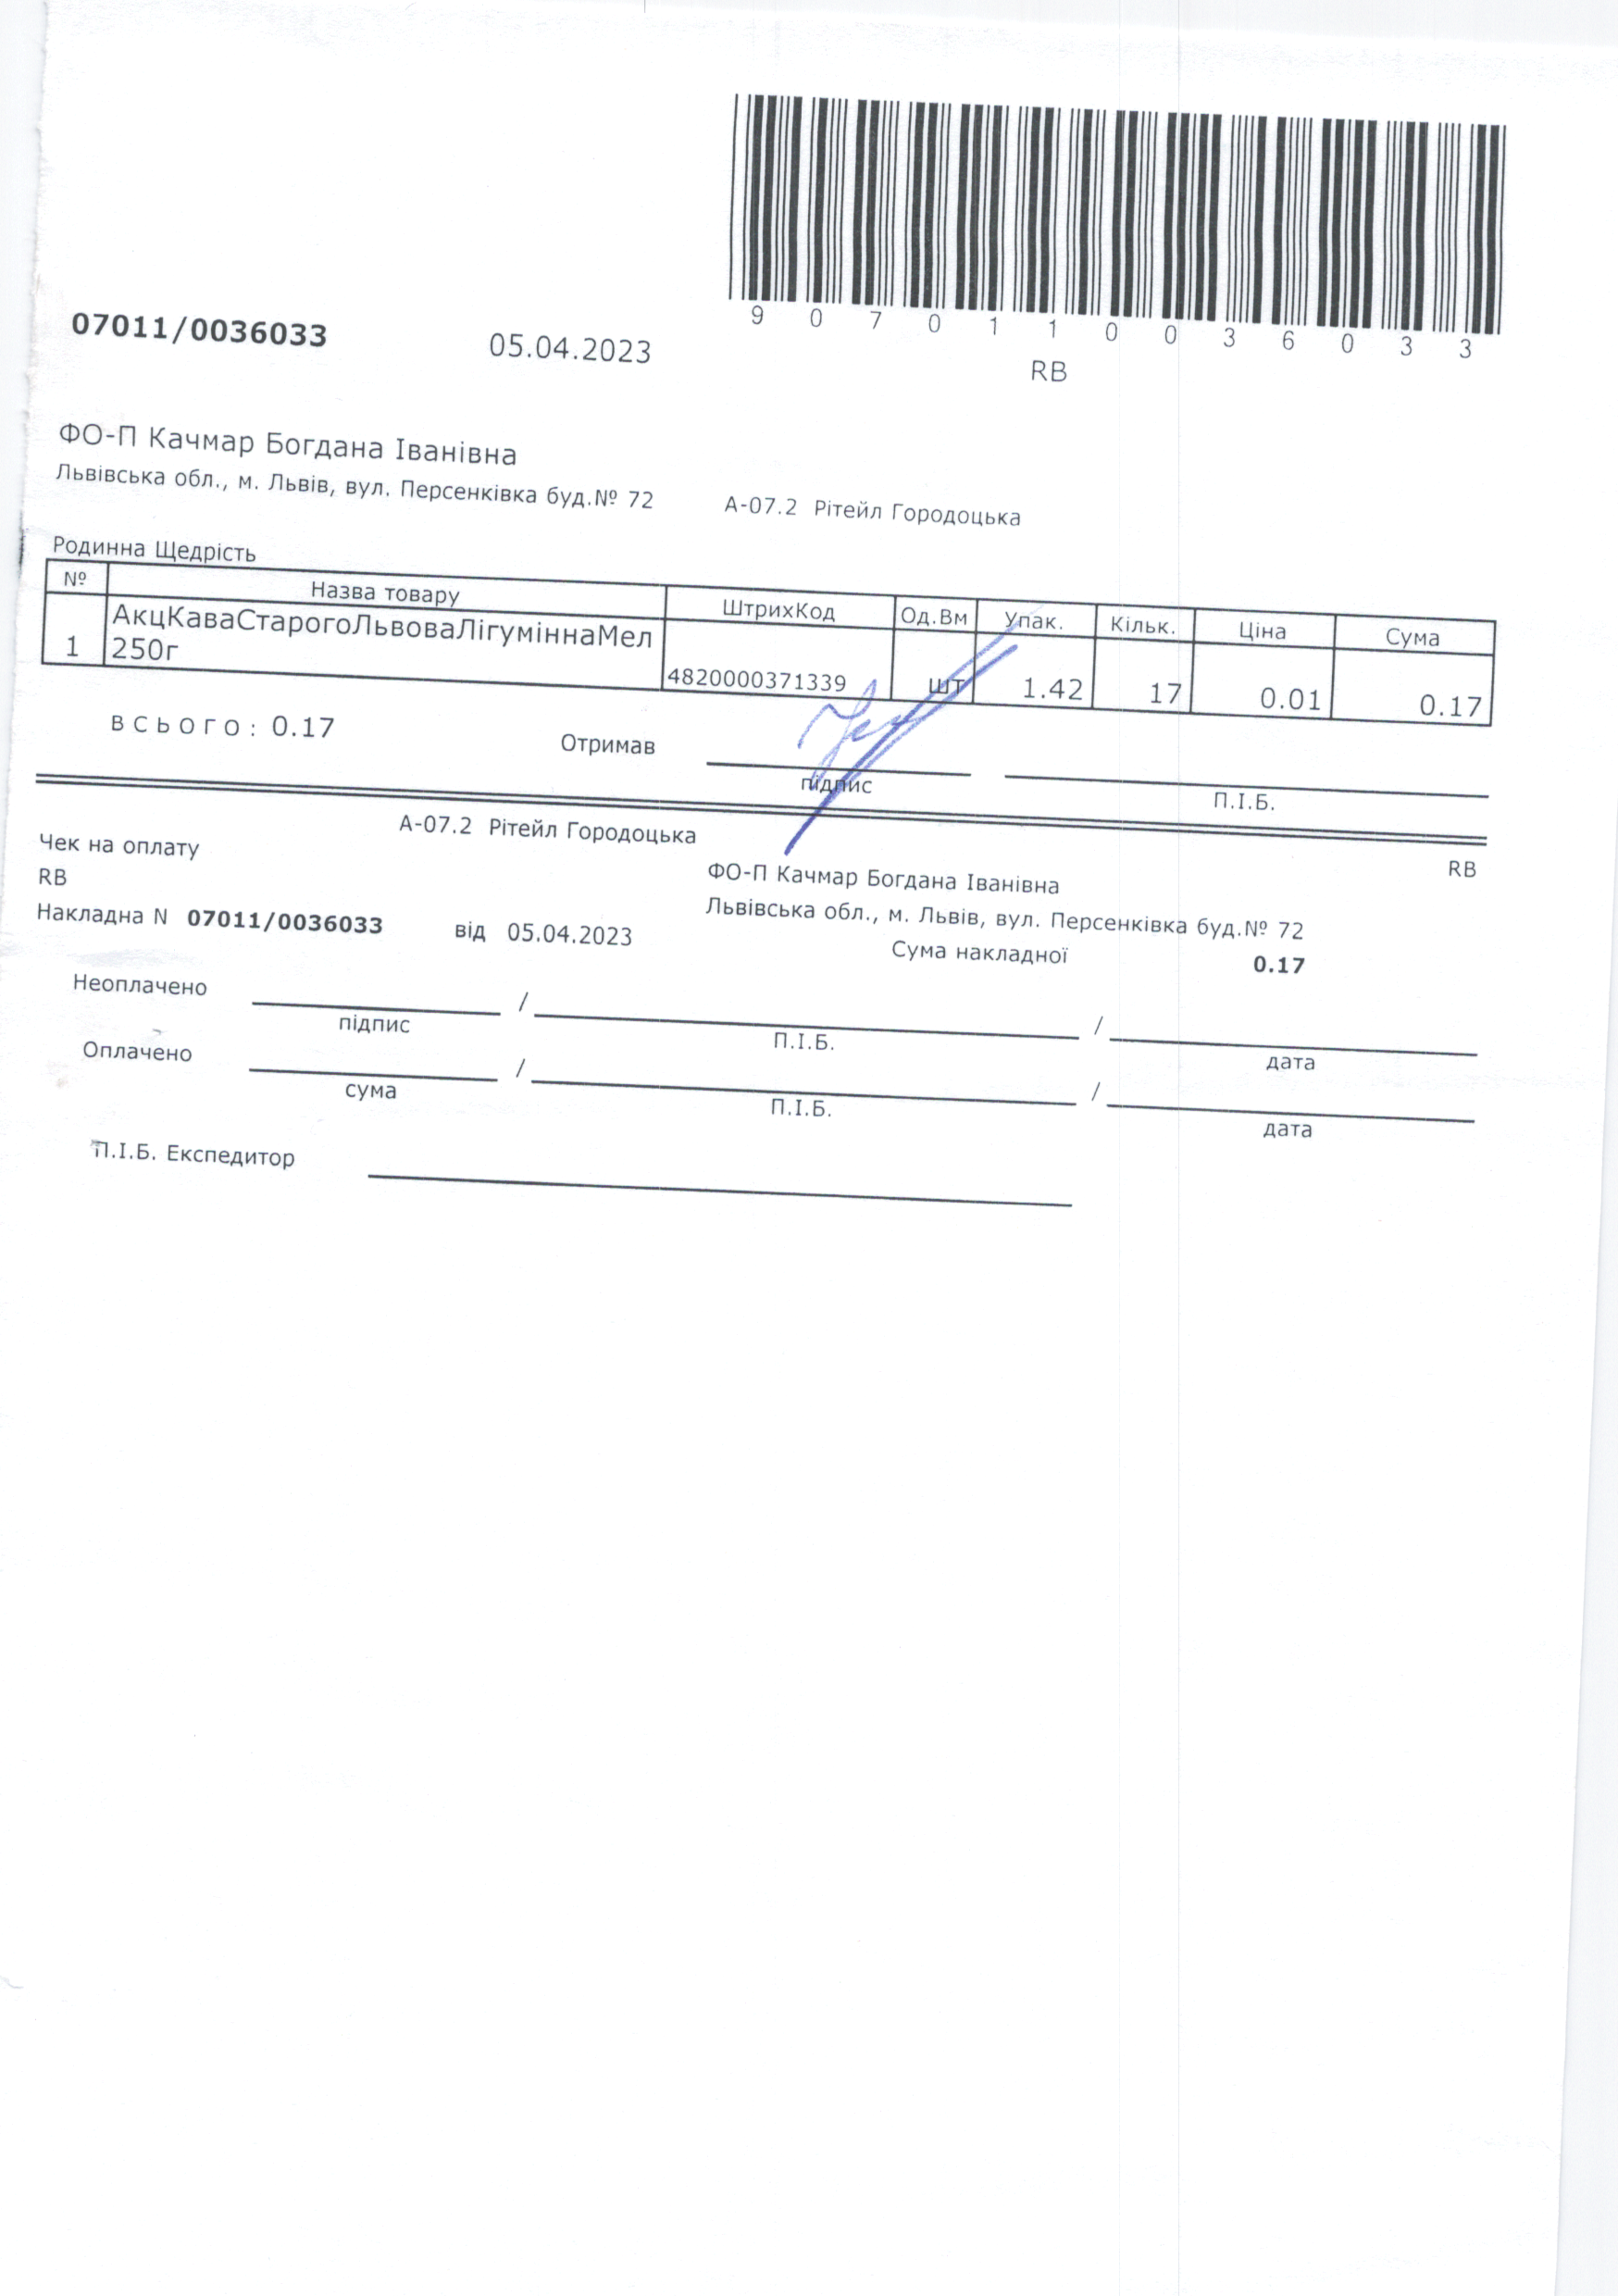 9 0 7 0 1 1 0 0 3 6 0 3 3
07011/0036033 05.04.2023 RB
ФО-П Качмар Богдана Іванівна
Львівська обл., м. Львів, вул. Персенківка буд.№ 72 А-07.2 Рітейл Городоцька
Родинна Щедрість
№ Назва товару ШтрихКод Од.Вм Упак. Кільк. Ціна Сума
1 АкцКаваСтарогоЛьвоваЛігуміннаМел 250г 4820000371339 шт 1.42 17 0.01 0.17
ВСЬОГО: 0.17 Отримав
підпис П.І.Б.
А-07.2 Рітейл Городоцька
Чек на оплату ФО-П Качмар Богдана Іванівна RB
RB Львівська обл., м. Львів, вул. Персенківка буд.№ 72
Накладна N 07011/0036033 від 05.04.2023 Сума накладної 0.17
Неоплачено / /
підпис П.І.Б. дата
Оплачено / /
сума П.І.Б. дата
П.І.Б. Експедитор